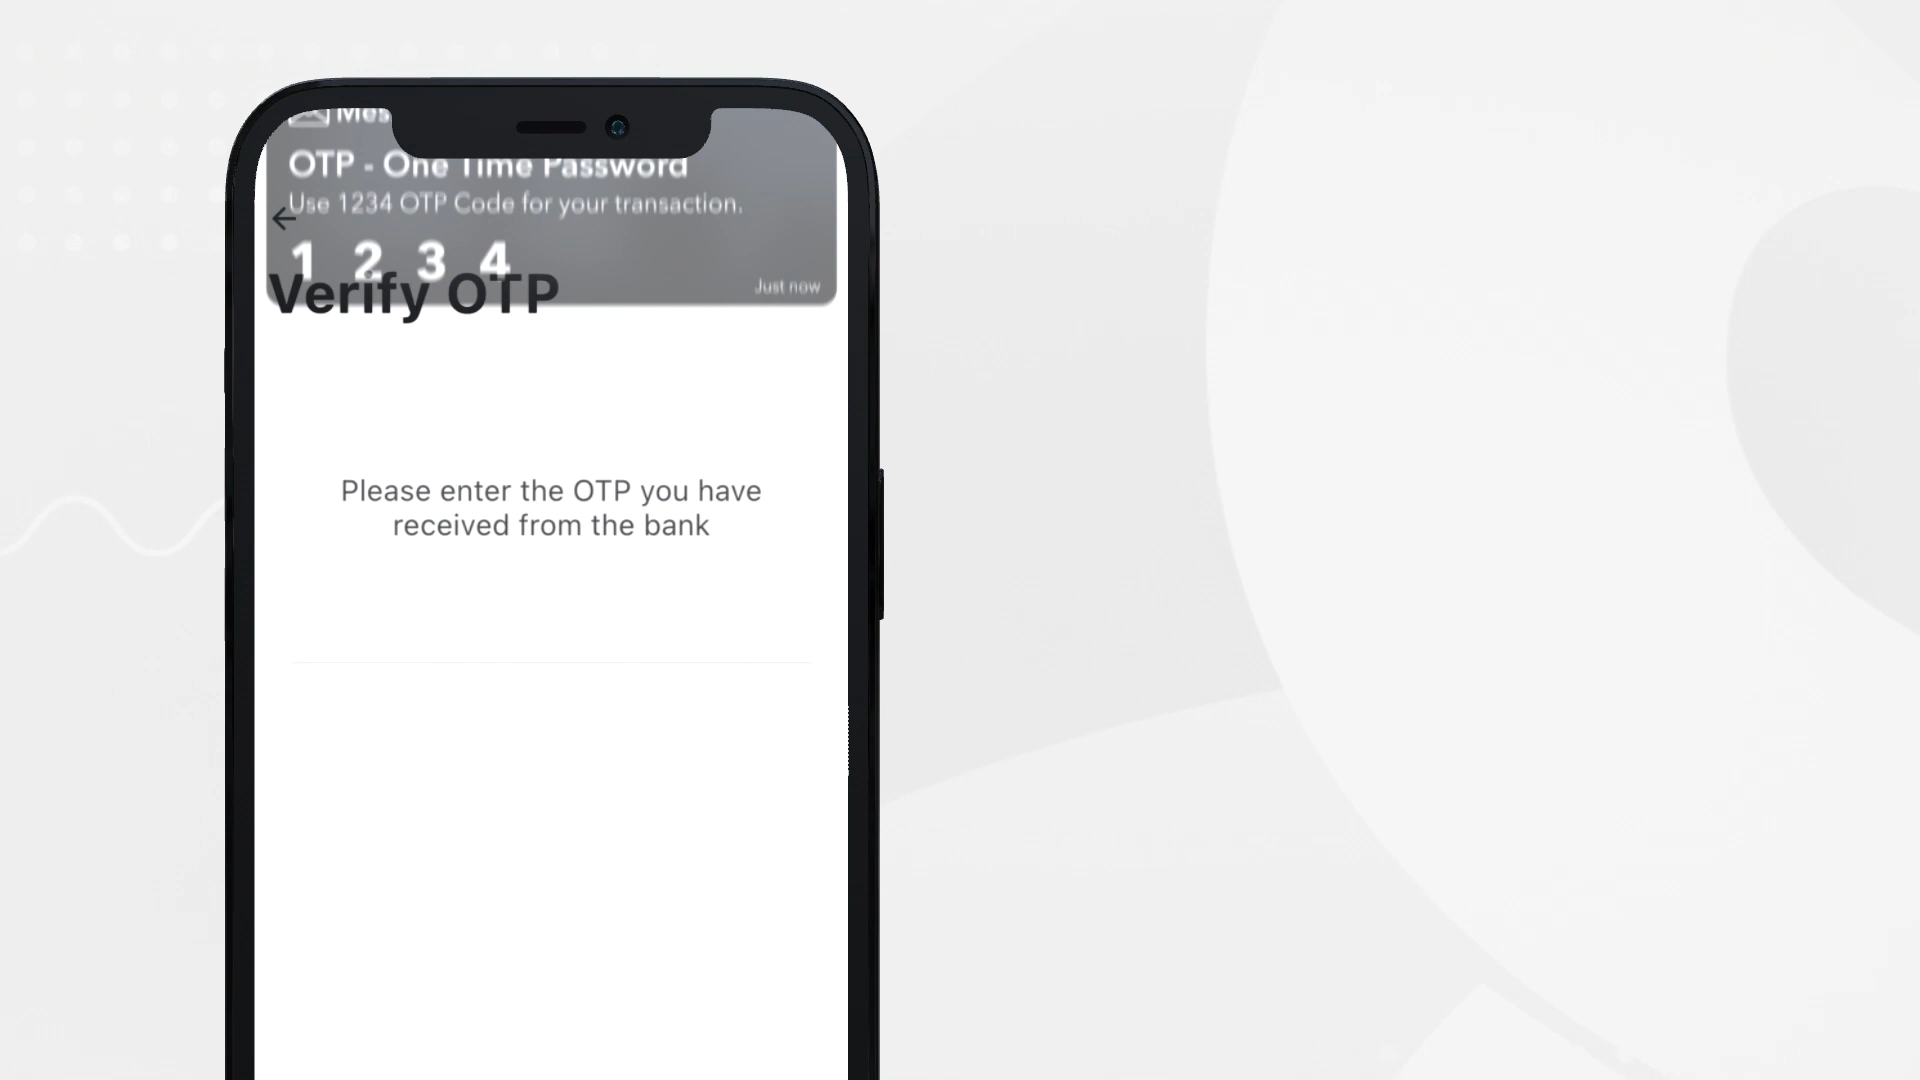 Mes
OTP - One Time Password
Use 1234 OTP Code for your transaction.
1 2 3 4
Just now
Verify OTP
Please enter the OTP you have
received from the bank